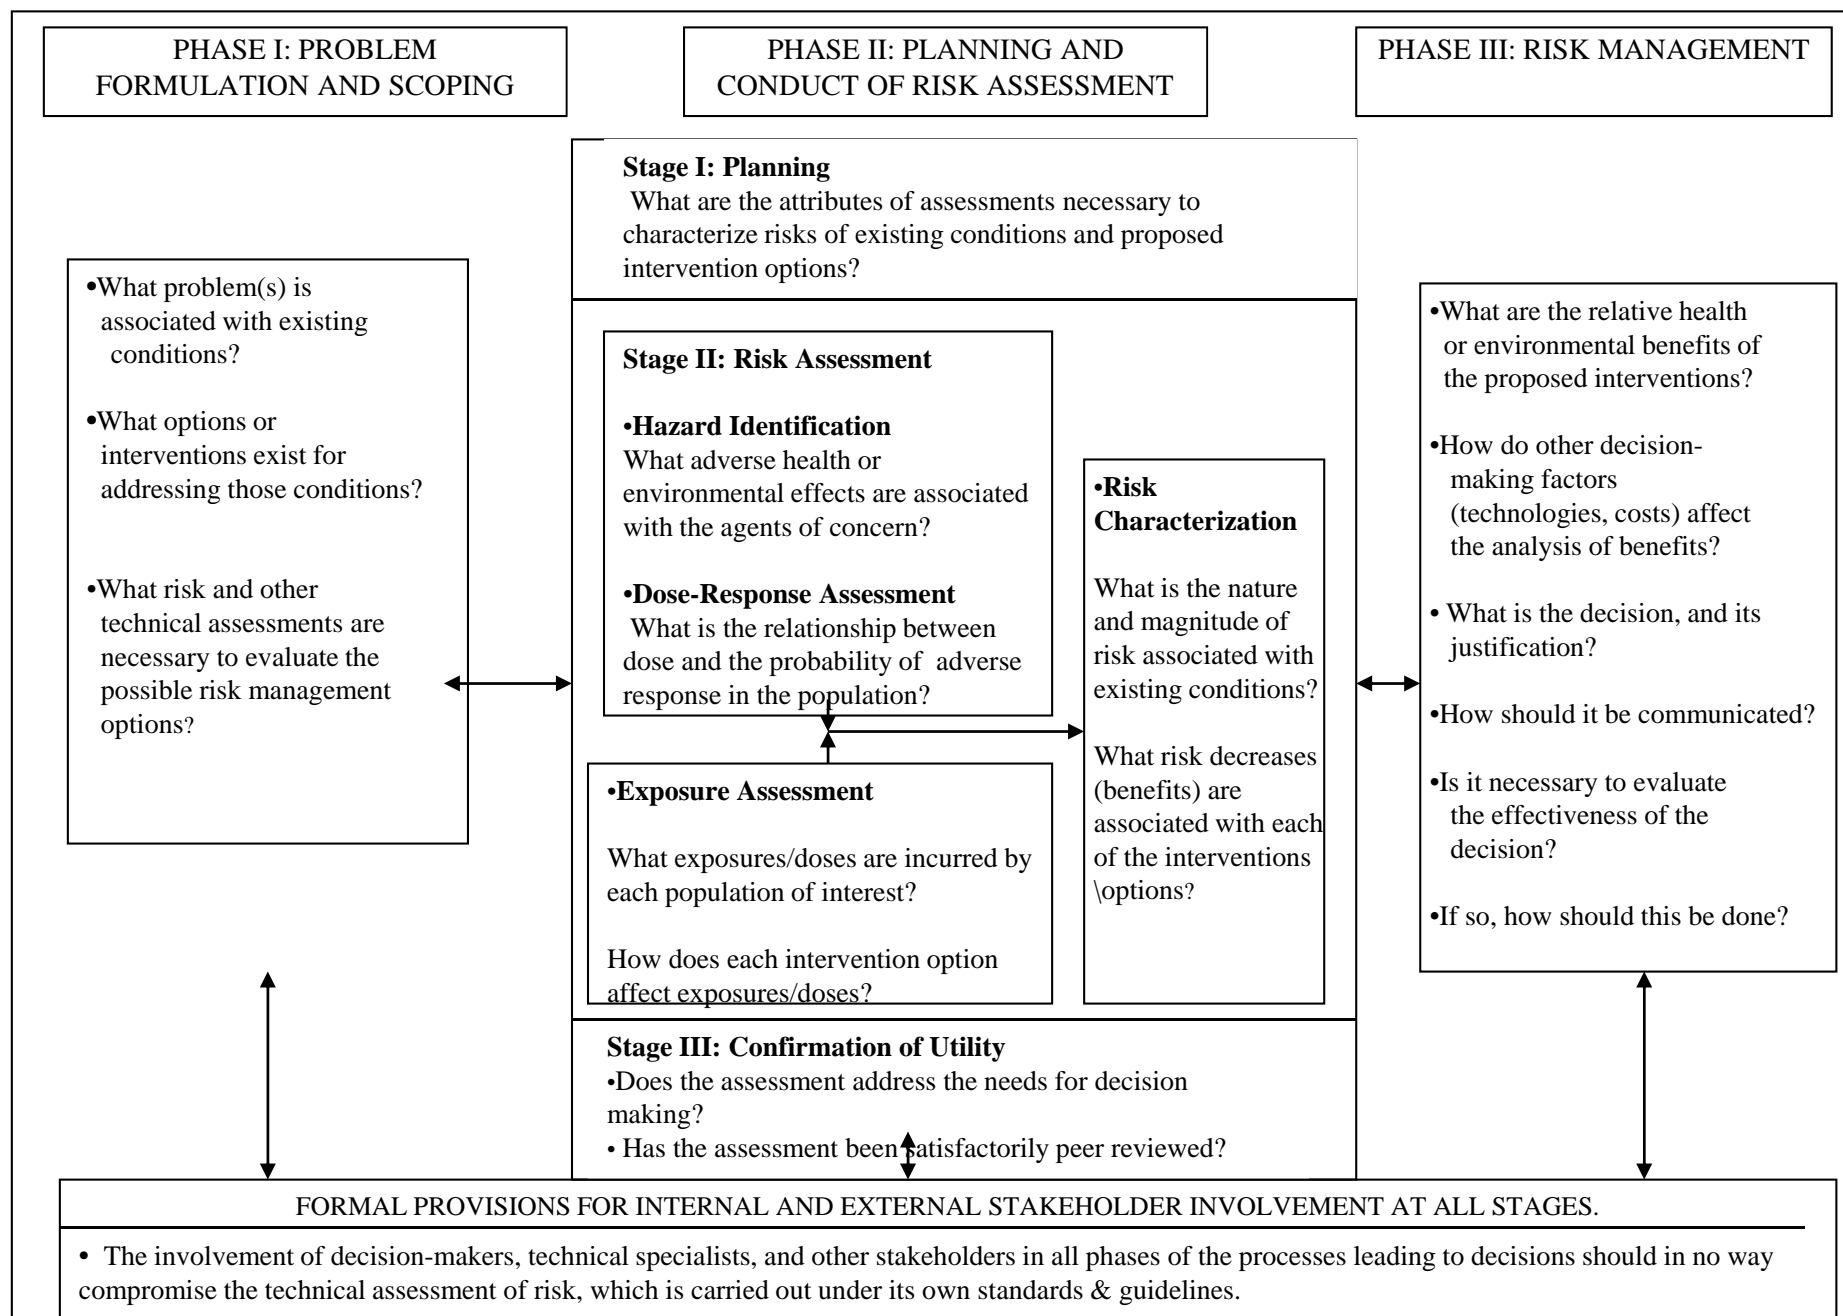 PHASE I: PROBLEM
FORMULATION AND SCOPING
PHASE II: PLANNING AND
CONDUCT OF RISK ASSESSMENT
PHASE III: RISK MANAGEMENT
•What problem(s) is
associated with existing
conditions?
•What options or
interventions exist for
addressing those conditions?
•What risk and other
technical assessments are
necessary to evaluate the
possible risk management
options?
Stage I: Planning
What are the attributes of assessments necessary to
characterize risks of existing conditions and proposed
intervention options?
Stage II: Risk Assessment
•Hazard Identification
What adverse health or
environmental effects are associated
with the agents of concern?
•Dose-Response Assessment
What is the relationship between
dose and the probability of adverse
response in the population?
•Exposure Assessment
What exposures/doses are incurred by
each population of interest?
How does each intervention option
affect exposures/doses?
•Risk
Characterization
What is the nature
and magnitude of
risk associated with
existing conditions?
What risk decreases
(benefits) are
associated with each
of the interventions
\options?
Stage III: Confirmation of Utility
•Does the assessment address the needs for decision
making?
• Has the assessment been satisfactorily peer reviewed?
•What are the relative health
or environmental benefits of
the proposed interventions?
•How do other decision-
making factors
(technologies, costs) affect
the analysis of benefits?
• What is the decision, and its
justification?
•How should it be communicated?
•Is it necessary to evaluate
the effectiveness of the
decision?
•If so, how should this be done?
FORMAL PROVISIONS FOR INTERNAL AND EXTERNAL STAKEHOLDER INVOLVEMENT AT ALL STAGES.
• The involvement of decision-makers, technical specialists, and other stakeholders in all phases of the processes leading to decisions should in no way
compromise the technical assessment of risk, which is carried out under its own standards & guidelines.